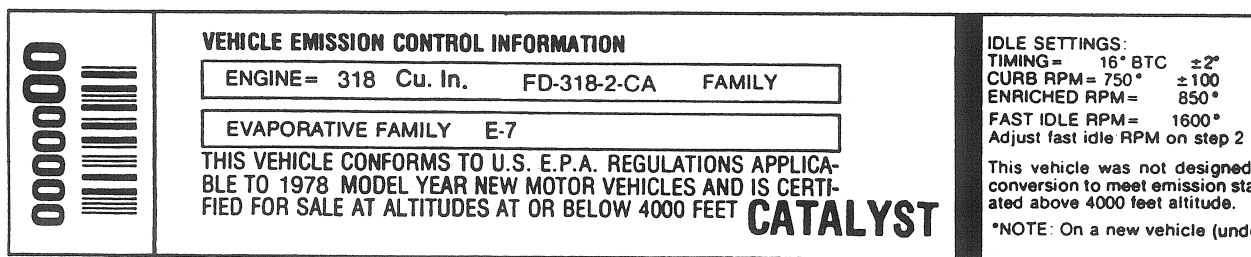 0000000
VEHICLE EMISSION CONTROL INFORMATION
ENGINE= 318 Cu. In. FD-318-2-CA FAMILY
EVAPORATIVE FAMILY E-7
THIS VEHICLE CONFORMS TO U.S. E.P.A. REGULATIONS APPLICA-
BLE TO 1978 MODEL YEAR NEW MOTOR VEHICLES AND IS CERTI-
FIED FOR SALE AT ALTITUDES AT OR BELOW 4000 FEET
CATALYST
IDLE SETTINGS:
TIMING= 16° BTC ±2°
CURB RPM= 750* ±100
ENRICHED RPM= 850*
FAST IDLE RPM= 1600*
Adjust fast idle RPM on step 2
This vehicle was not designed
conversion to meet emission sta
ated above 4000 feet altitude.
*NOTE: On a new vehicle (und